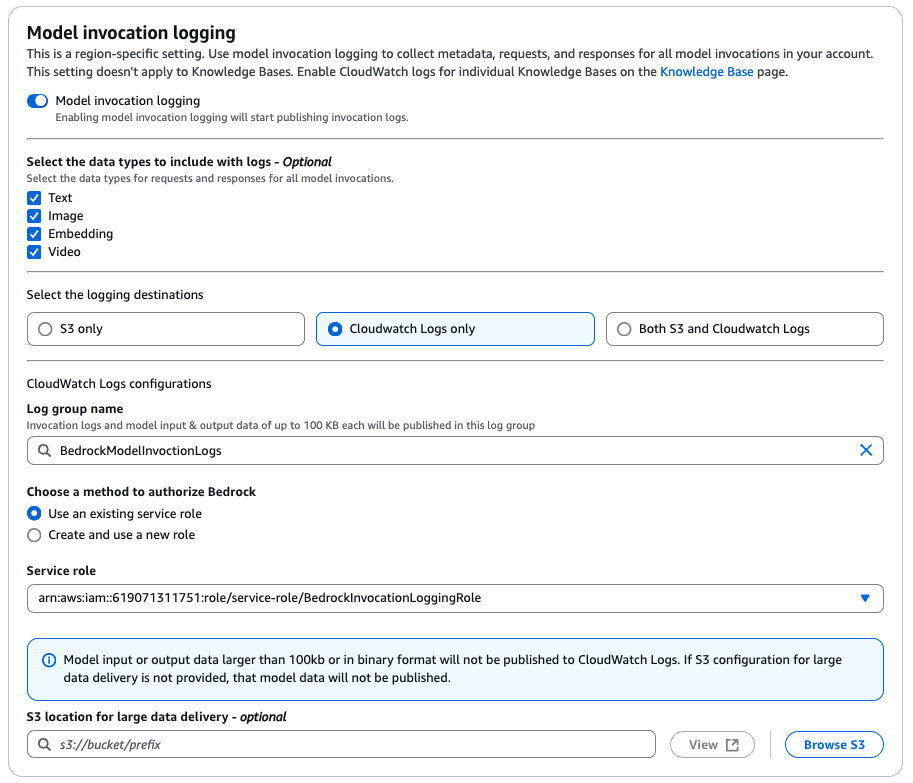 Model invocation logging
This is a region-specific setting. Use model invocation logging to collect metadata, requests, and responses for all model invocations in your account.
This setting doesn't apply to Knowledge Bases. Enable CloudWatch logs for individual Knowledge Bases on the Knowledge Base page.
Model invocation logging
Enabling model invocation logging will start publishing invocation logs.
Select the data types to include with logs - Optional
Select the data types for requests and responses for all model invocations.
Text
Image
Embedding
Video
Select the logging destinations
S3 only
Cloudwatch Logs only
Both S3 and Cloudwatch Logs
CloudWatch Logs configurations
Log group name
Invocation logs and model input & output data of up to 100 KB each will be published in this log group
BedrockModelInvoctionLogs
Choose a method to authorize Bedrock
Use an existing service role
Create and use a new role
Service role
arn:aws:iam::619071311751:role/service-role/BedrockInvocationLoggingRole
Model input or output data larger than 100kb or in binary format will not be published to CloudWatch Logs. If S3 configuration for large
data delivery is not provided, that model data will not be published.
S3 location for large data delivery - optional
s3://bucket/prefix
View
Browse S3